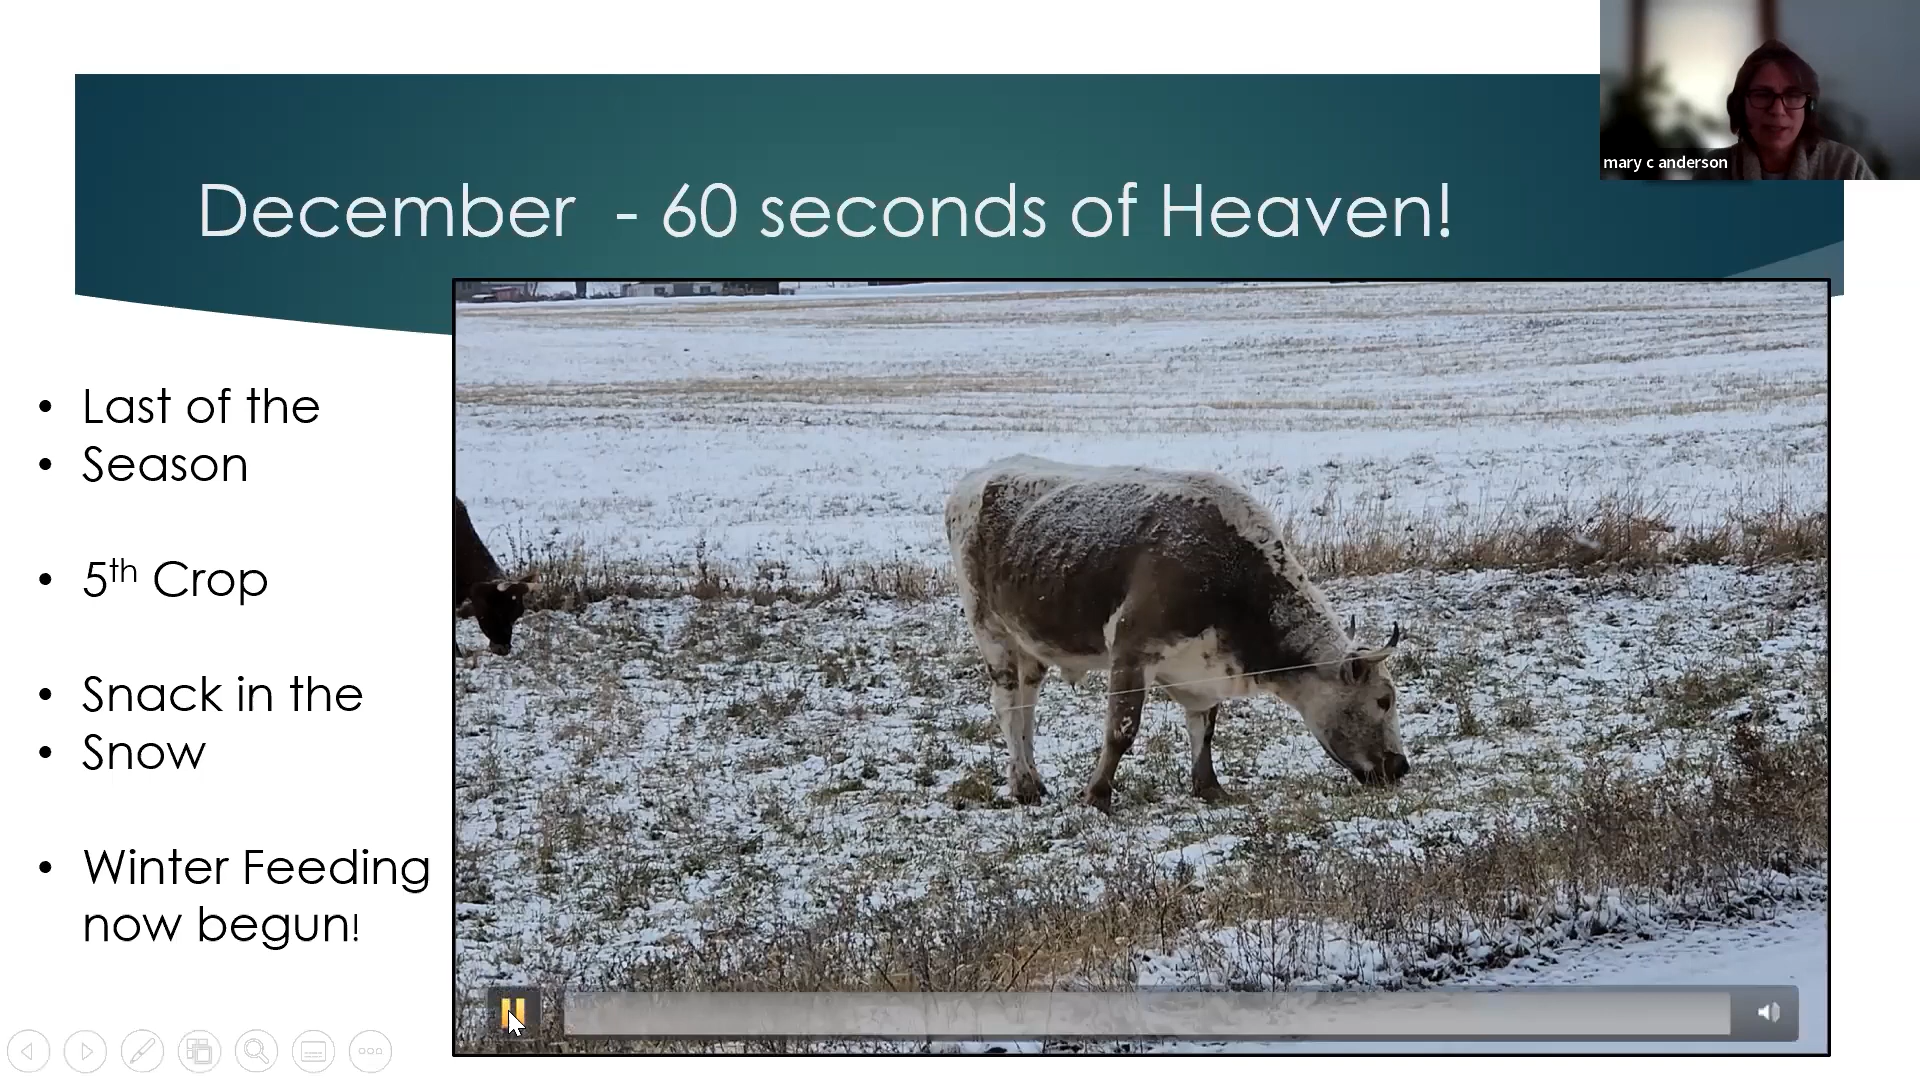 mary c anderson
December - 60 seconds of Heaven!
• Last of the
• Season
• 5th Crop
• Snack in the
• Snow
• Winter Feeding
now begun!